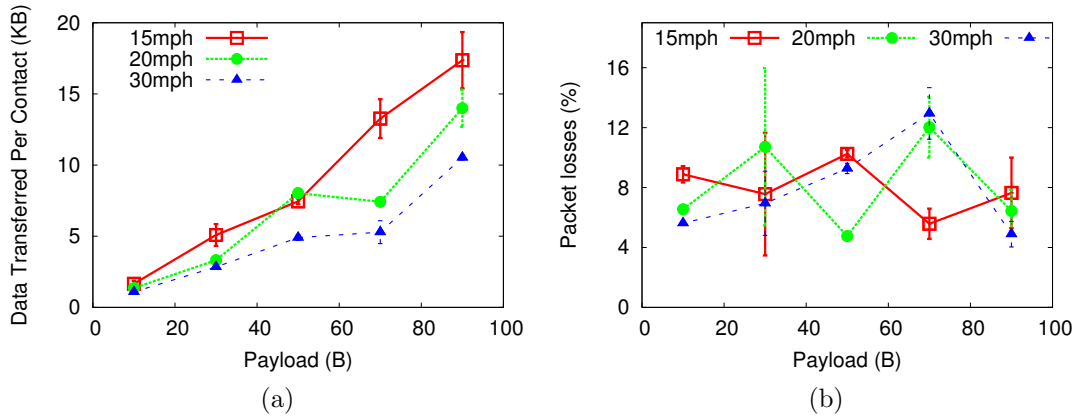 Data Transferred Per Contact (KB)
20
15
10
5
0
15mph
20mph
30mph
0 20 40 60 80 100
Payload (B)
(a)
Packet losses (%)
16
12
8
4
0
15mph 20mph 30mph
0 20 40 60 80 100
Payload (B)
(b)